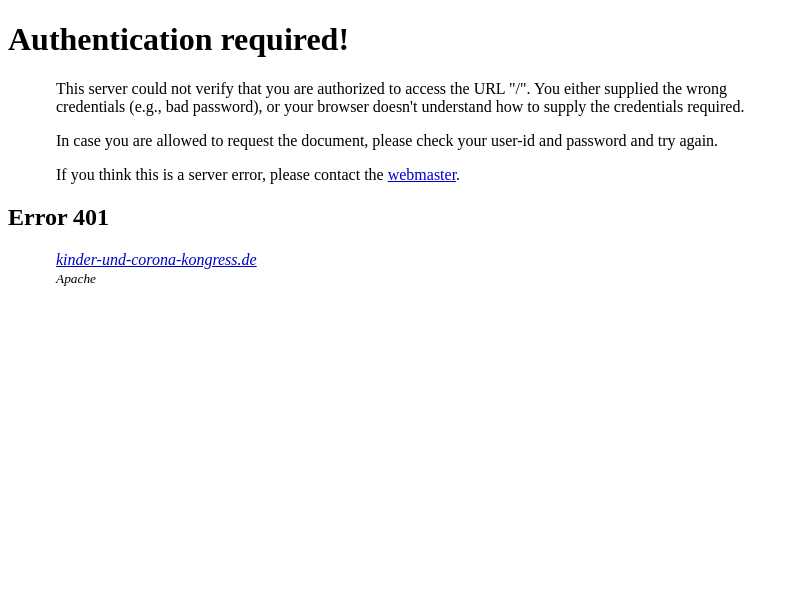 Authentication required!
This server could not verify that you are authorized to access the URL "/". You either supplied the wrong
credentials (e.g., bad password), or your browser doesn't understand how to supply the credentials required.
In case you are allowed to request the document, please check your user-id and password and try again.
If you think this is a server error, please contact the webmaster.
Error 401
kinder-und-corona-kongress.de
Apache